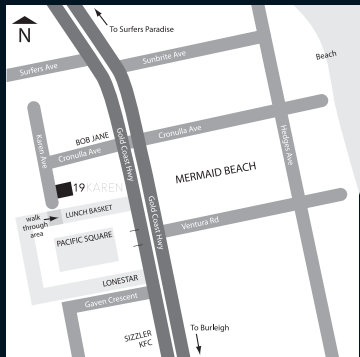 To Surfers Paradise
N
Surfers Ave
Sunbrite Ave
Beach
BOB JANE
Cronulla Ave
Cronulla Ave
Gold Coast Hwy
Hedges Ave
Karen Ave
MERMAID BEACH
19 KAREN
LUNCH BASKET
walk
through
area
Gold Coast Hwy
Ventura Rd
PACIFIC SQUARE
LONESTAR
Gaven Crescent
SIZZLER
KFC
To Burleigh